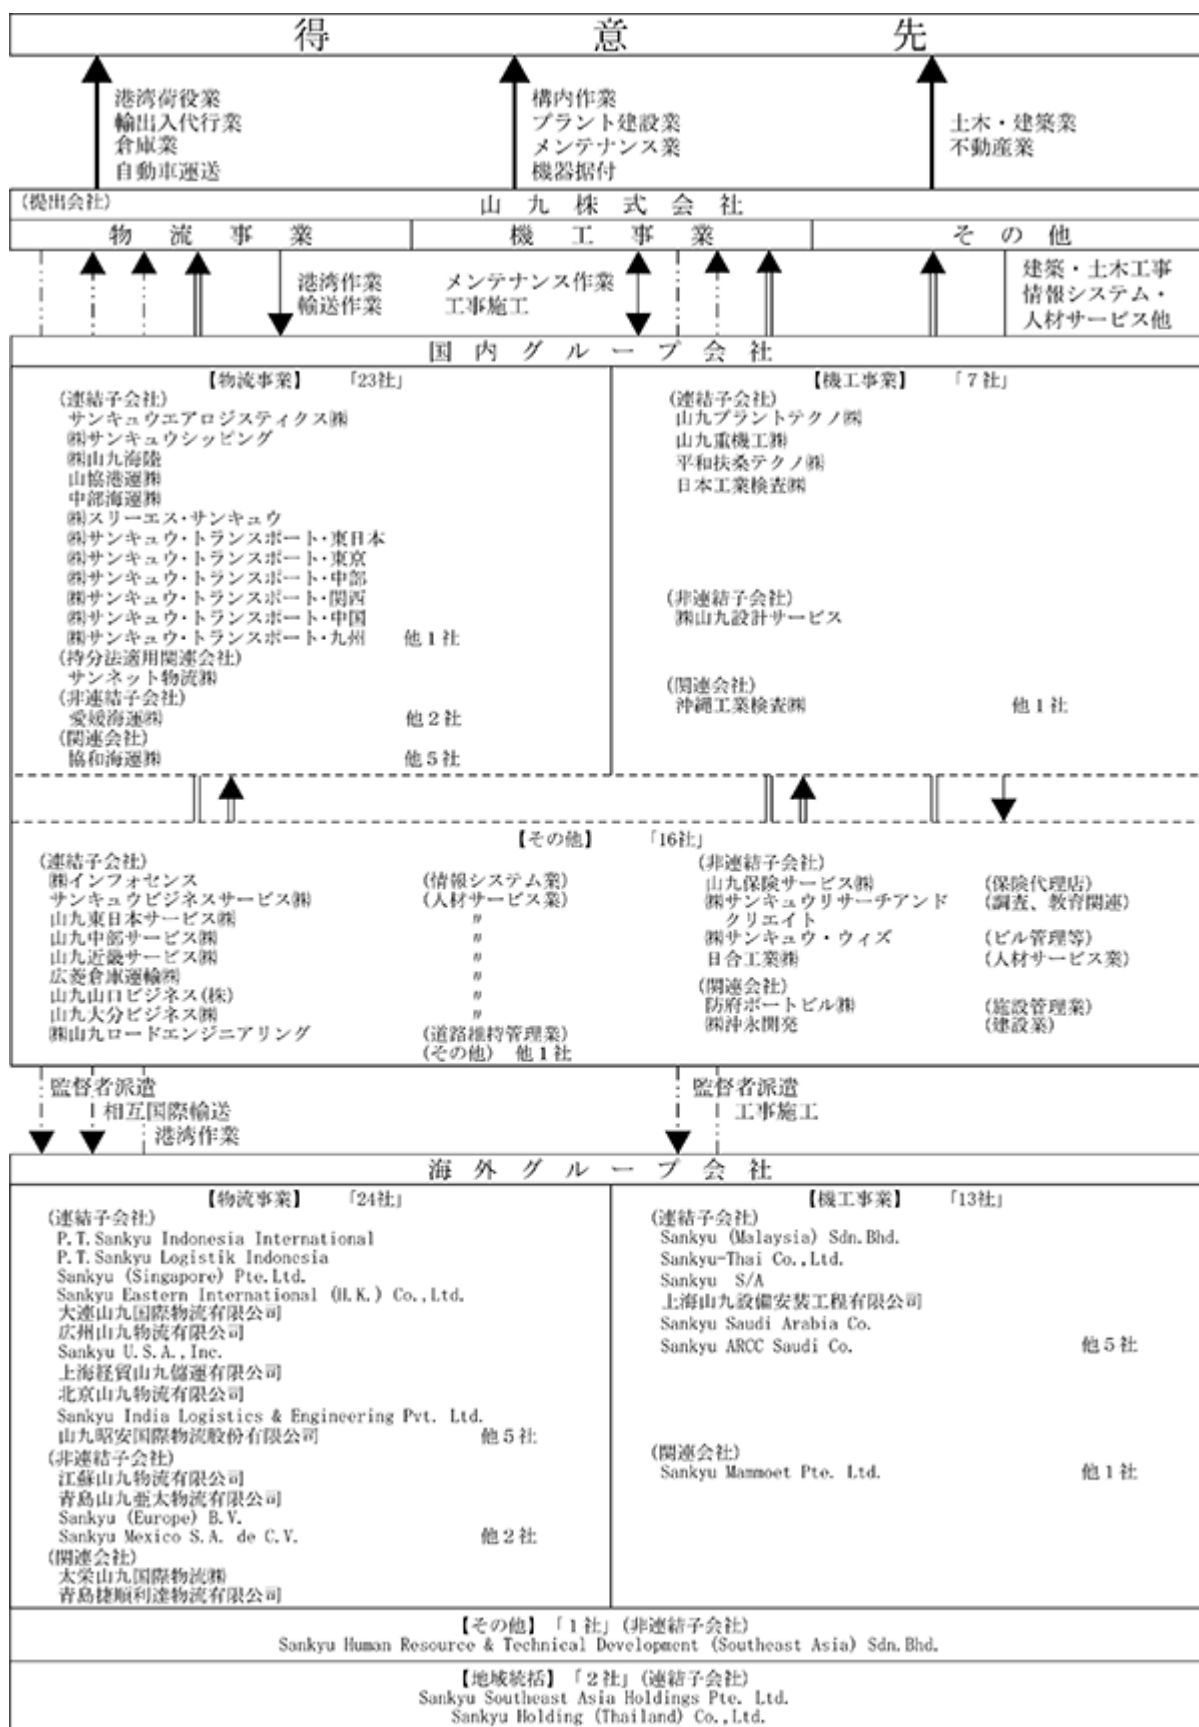 得意先
港湾荷役業
輸出入代行業
倉庫業
自動車運送
構内作業
プラント建設業
メンテナンス業
機器据付
土木・建築業
不動産業
(提出会社)
山九株式会社
物流事業
機工事業
その他
港湾作業
輸送作業
メンテナンス作業
工事施工
建築・土木工事
情報システム・
人材サービス他
国内グループ会社
【物流事業】 「23社」
(連結子会社)
サンキュウエアロジスティクス㈱
㈱サンキュウシッピング
㈱山九海陸
山協港運㈱
中部海運㈱
㈱スリーエス・サンキュウ
㈱サンキュウ・トランスポート・東日本
㈱サンキュウ・トランスポート・東京
㈱サンキュウ・トランスポート・中部
㈱サンキュウ・トランスポート・関西
㈱サンキュウ・トランスポート・中国
㈱サンキュウ・トランスポート・九州 他1社
(持分法適用関連会社)
サンネット物流㈱
(非連結子会社)
愛媛海運㈱ 他2社
(関連会社)
協和海運㈱ 他5社
【機工事業】 「7社」
(連結子会社)
山九プラントテクノ㈱
山九重機工㈱
平和扶桑テクノ㈱
日本工業検査㈱
(非連結子会社)
㈱山九設計サービス
(関連会社)
沖縄工業検査㈱ 他1社
【その他】 「16社」
(連結子会社)
㈱インフォセンス (情報システム業)
サンキュウビジネスサービス㈱ (人材サービス業)
山九東日本サービス㈱ 〃
山九中部サービス㈱ 〃
山九近畿サービス㈱ 〃
広菱倉庫運輸㈱ 〃
山九山口ビジネス(株) 〃
山九大分ビジネス㈱ 〃
㈱山九ロードエンジニアリング (道路維持管理業)
(その他) 他1社
(非連結子会社)
山九保険サービス㈱ (保険代理店)
㈱サンキュウリサーチアンド (調査、教育関連)
クリエイト
㈱サンキュウ・ウィズ (ビル管理等)
日合工業㈱ (人材サービス業)
(関連会社)
防府ポートビル㈱ (施設管理業)
㈱沖永開発 (建設業)
監督者派遣
相互国際輸送
港湾作業
監督者派遣
工事施工
海外グループ会社
【物流事業】 「24社」
(連結子会社)
P.T.Sankyu Indonesia International
P.T.Sankyu Logistik Indonesia
Sankyu (Singapore) Pte.Ltd.
Sankyu Eastern International (H.K.) Co.,Ltd.
大連山九国際物流有限公司
広州山九物流有限公司
Sankyu U.S.A.,Inc.
上海経貿山九儲運有限公司
北京山九物流有限公司
Sankyu India Logistics & Engineering Pvt. Ltd.
山九昭安国際物流股份有限公司 他5社
(非連結子会社)
江蘇山九物流有限公司
青島山九亜太物流有限公司
Sankyu (Europe) B.V.
Sankyu Mexico S.A. de C.V. 他2社
(関連会社)
太栄山九国際物流㈱
青島捷順利達物流有限公司
【機工事業】 「13社」
(連結子会社)
Sankyu (Malaysia) Sdn.Bhd.
Sankyu-Thai Co.,Ltd.
Sankyu S/A
上海山九設備安装工程有限公司
Sankyu Saudi Arabia Co.
Sankyu ARCC Saudi Co. 他5社
(関連会社)
Sankyu Mammoet Pte. Ltd. 他1社
【その他】「1社」(非連結子会社)
Sankyu Human Resource & Technical Development (Southeast Asia) Sdn.Bhd.
【地域統括】「2社」(連結子会社)
Sankyu Southeast Asia Holdings Pte. Ltd.
Sankyu Holding (Thailand) Co.,Ltd.